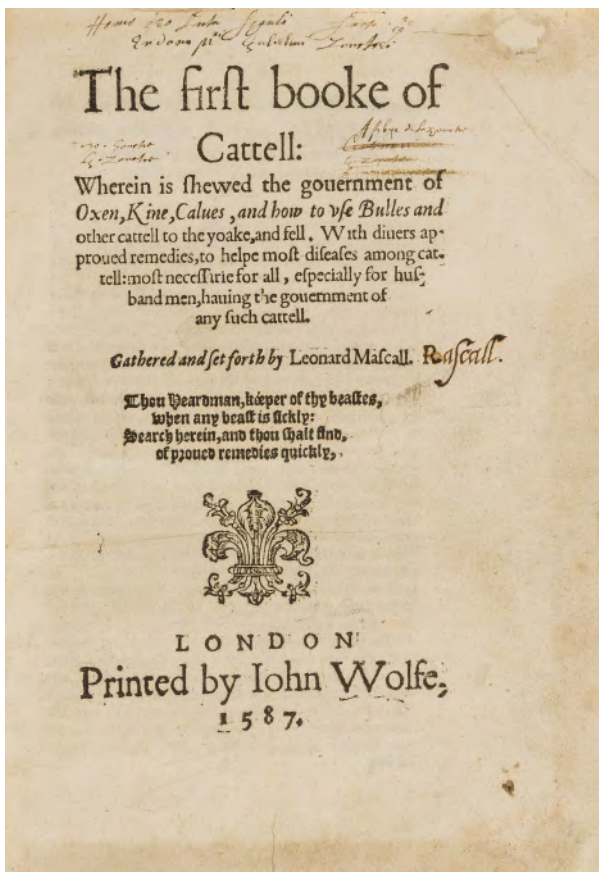 The firſt booke of
Cattell:
Wherein is ſhewed the gouernment of
Oxen, Kine, Calues, and how to vſe Bulles and
other cattell to the yoake, and fell. With diuers ap-
proued remedies, to helpe moſt diſeaſes among cat-
tell: moſt neceſſirie for all, eſpecially for huſ-
band men, hauing the gouernment of
any ſuch cattell.
Gathered and ſet forth by Leonard Maſcall. Raſcall.
Thou Heardman, kéeper of thy beaſtes,
when any beaſt is ſickly:
Search herein, and thou ſhalt find,
of proued remedies quickly,
LONDON
Printed by Iohn Wolfe,
1587.